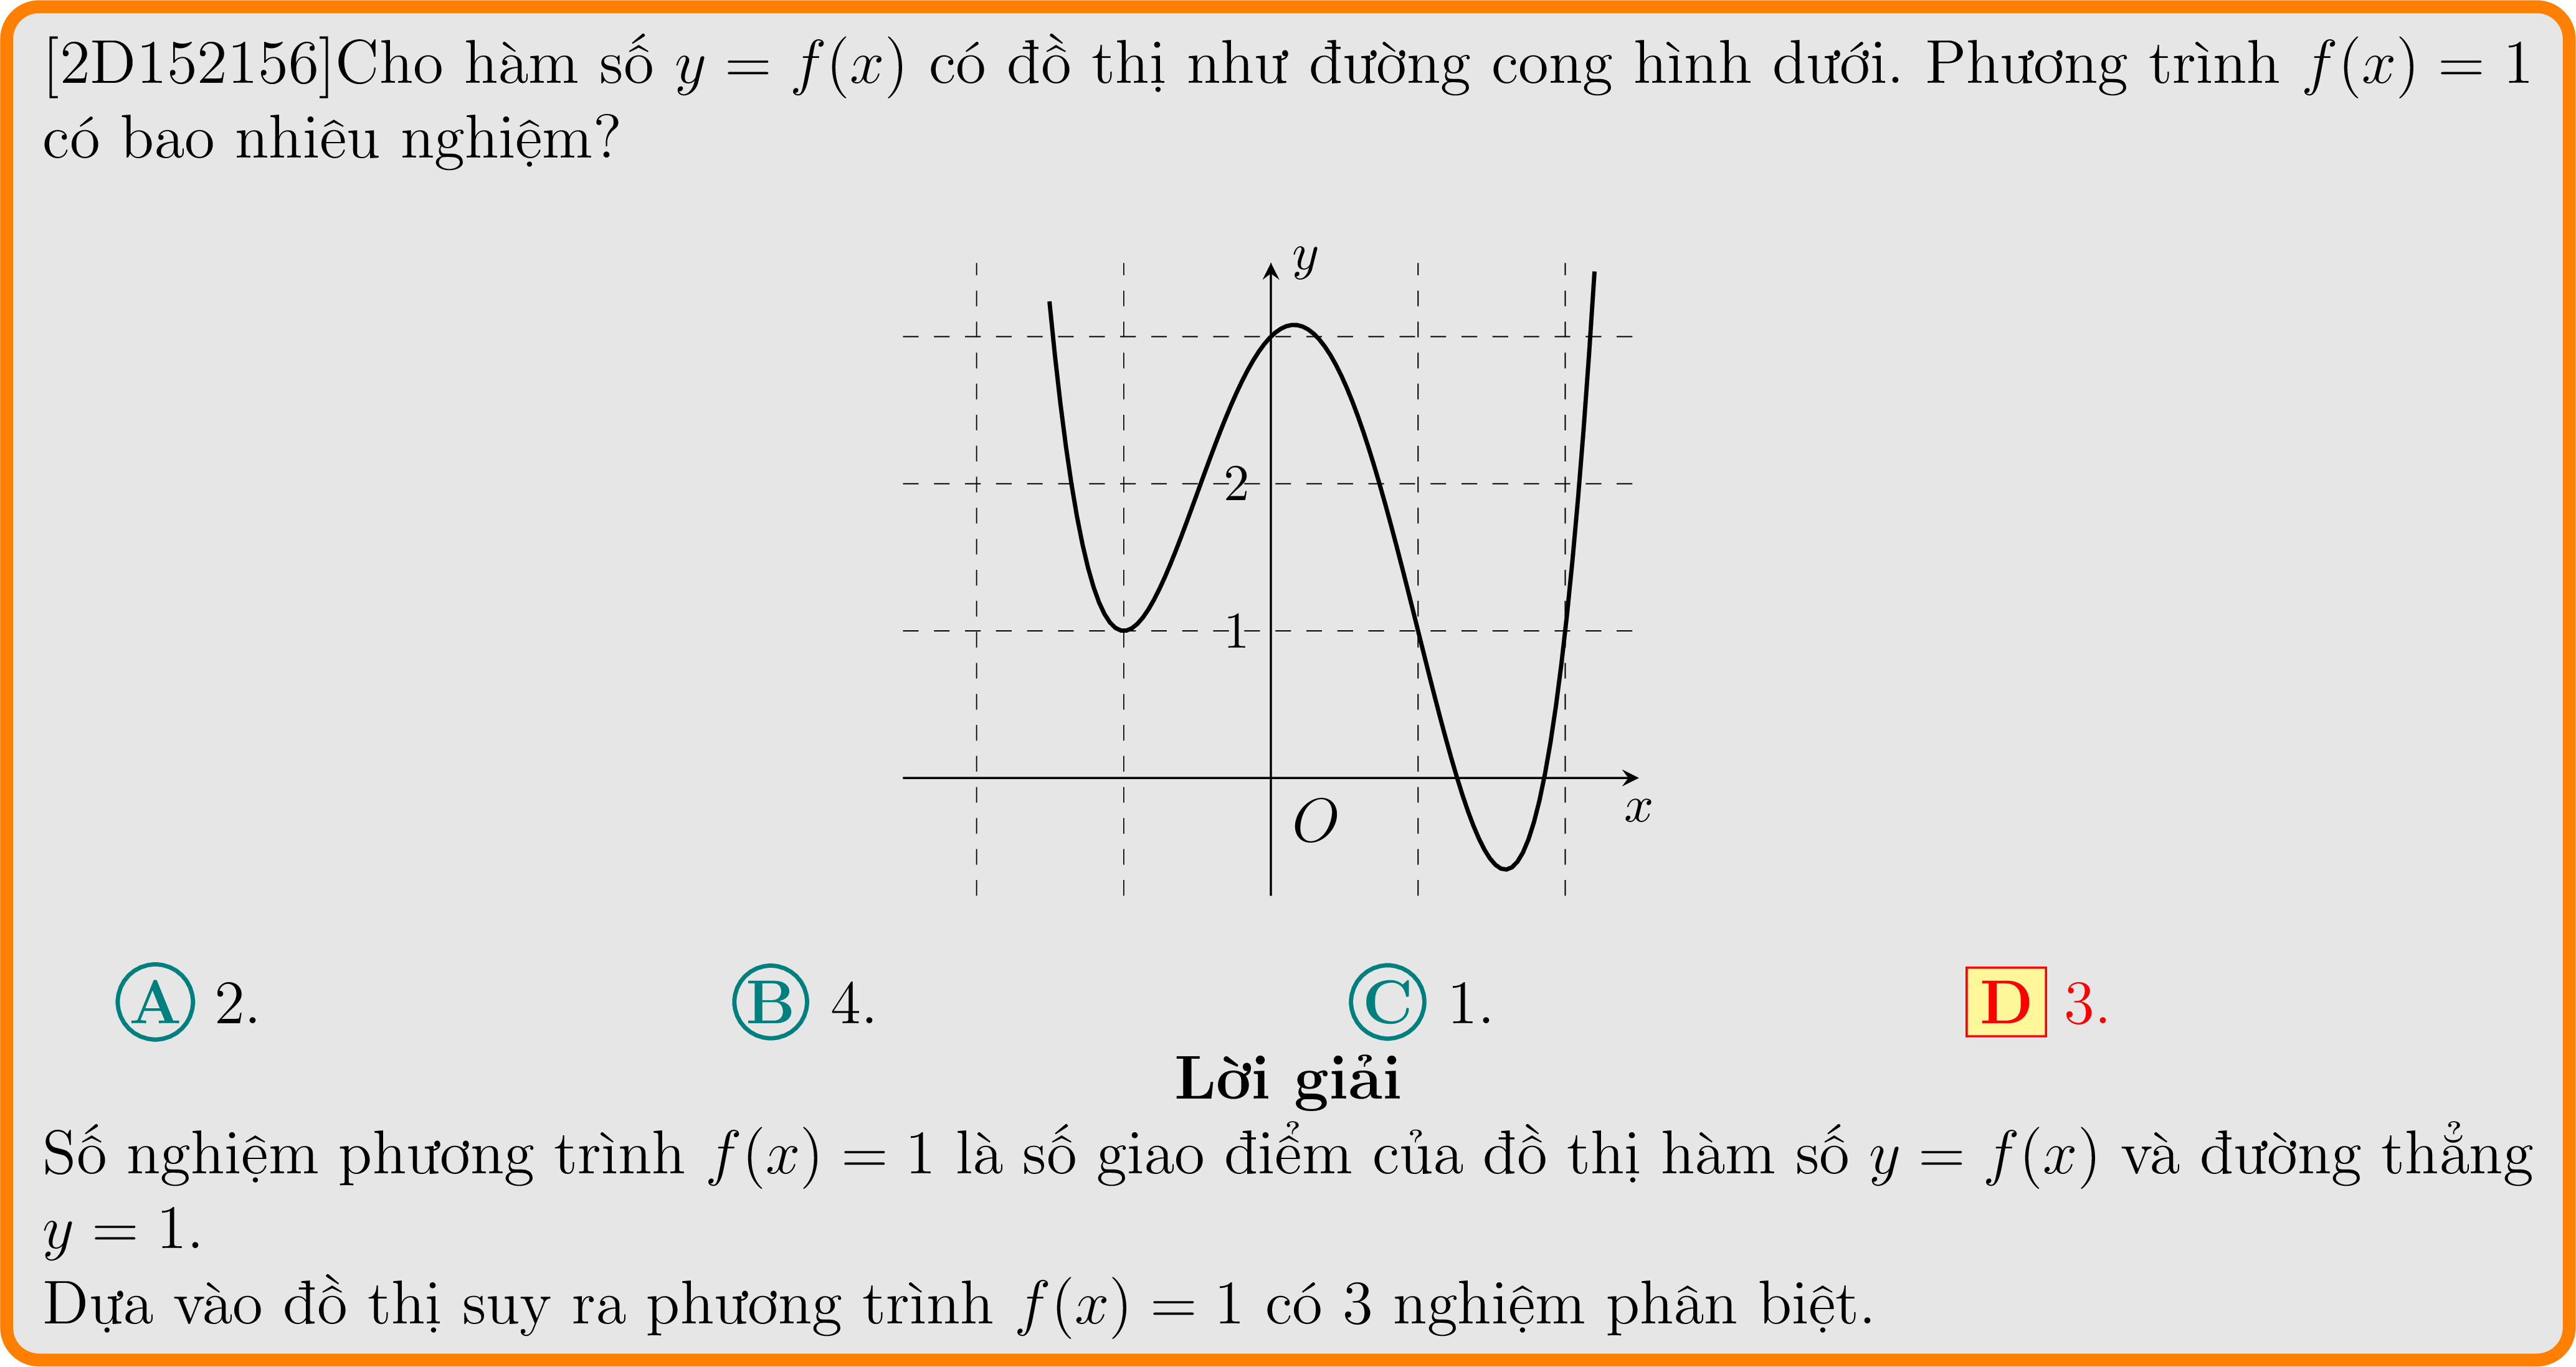 [2D152156]Cho hàm số y = f(x) có đồ thị như đường cong hình dưới. Phương trình f(x) = 1
có bao nhiêu nghiệm?
y
2
1
O
x
A 2. B 4. C 1. D 3.
Lời giải
Số nghiệm phương trình f(x) = 1 là số giao điểm của đồ thị hàm số y = f(x) và đường thẳng
y = 1.
Dựa vào đồ thị suy ra phương trình f(x) = 1 có 3 nghiệm phân biệt.